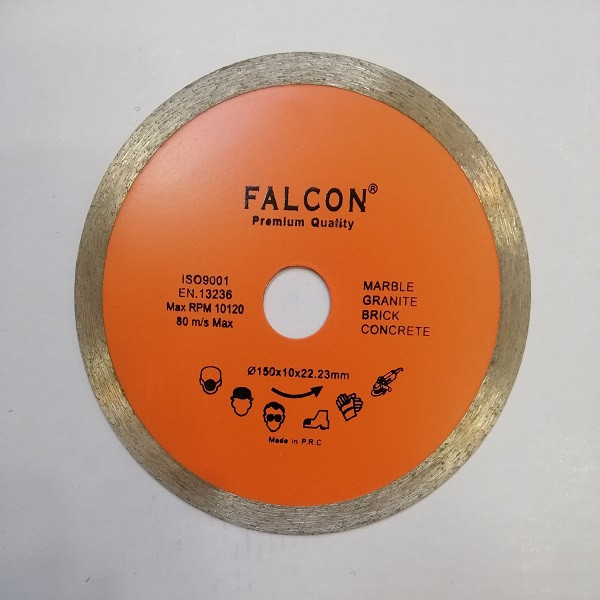 FALCON®
Premium Quality
ISO9001
EN.13236
Max RPM 10120
80 m/s Max
MARBLE
GRANITE
BRICK
CONCRETE
Ø150x10x22.23mm
Made in P.R.C